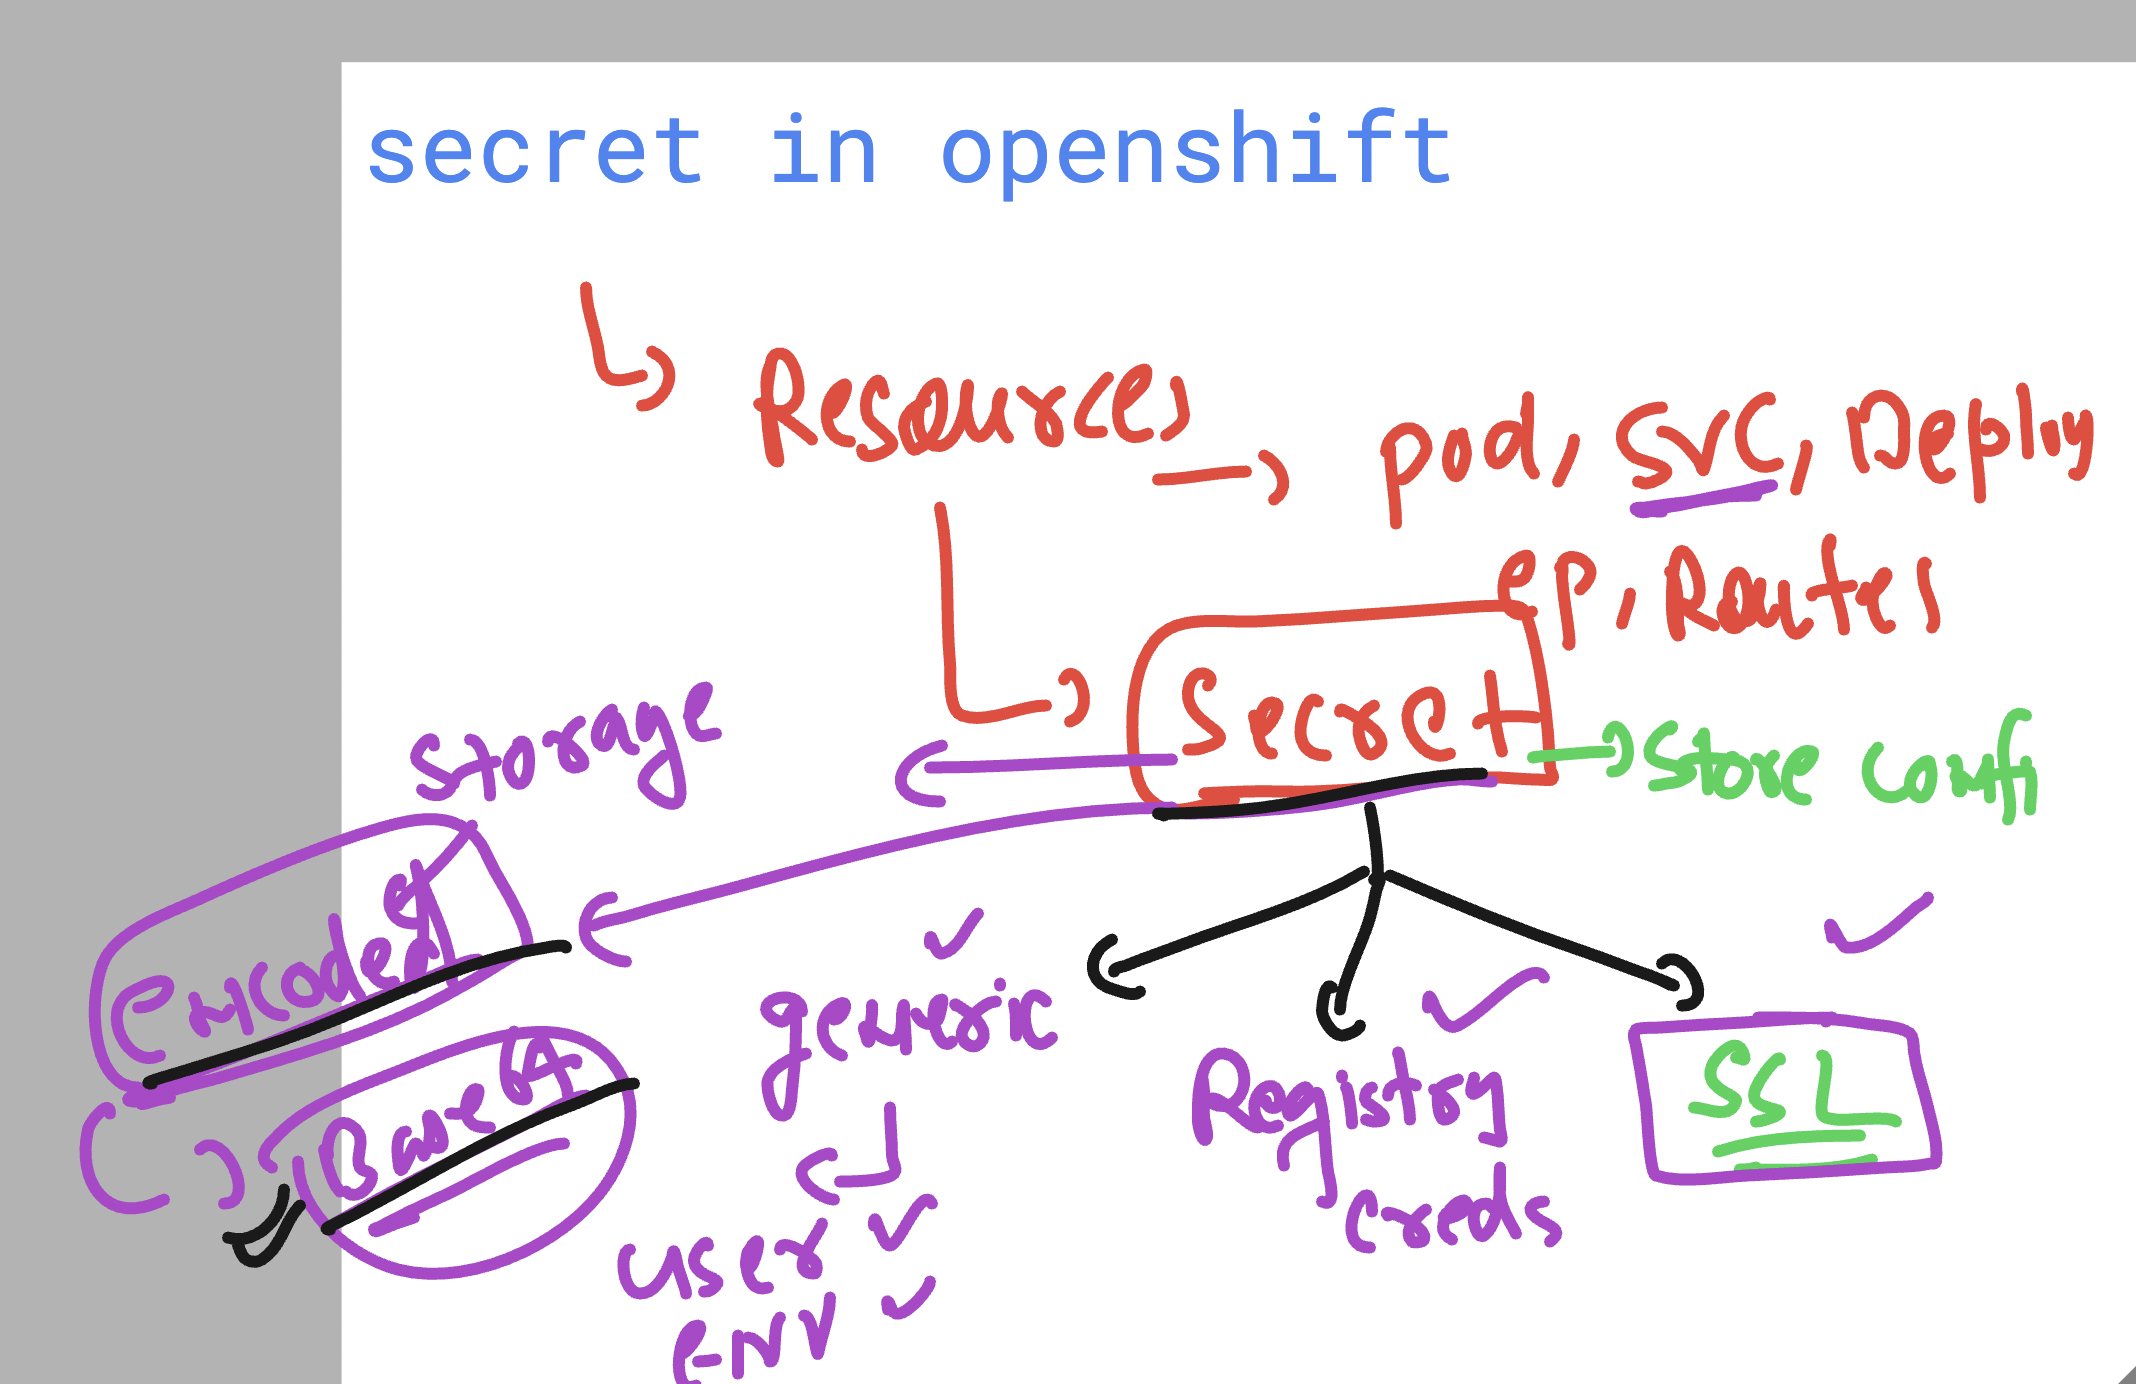 secret in openshift
Resources
pod, svc, Deploy
ep, Routes
Secret
Store conf
storage
Encoded
Base64
generic
user
env
Registry
creds
SSL